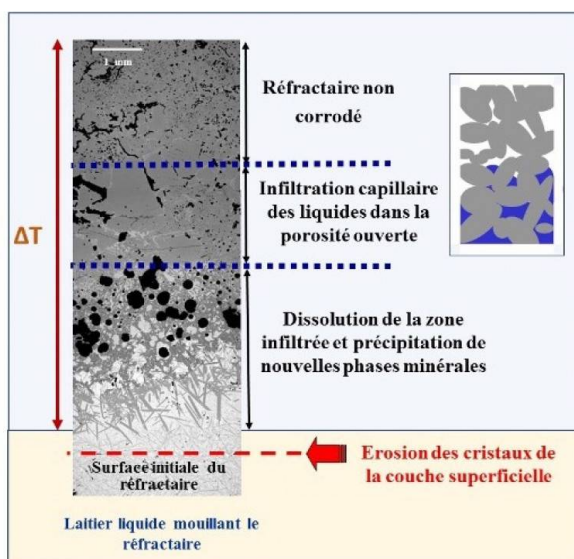 1 mm
Réfractaire non
corrodé
Infiltration capillaire
des liquides dans la
porosité ouverte
ΔT
Dissolution de la zone
infiltrée et précipitation de
nouvelles phases minérales
Surface initiale du
réfractaire
Erosion des cristaux de
la couche superficielle
Laitier liquide mouillant le
réfractaire